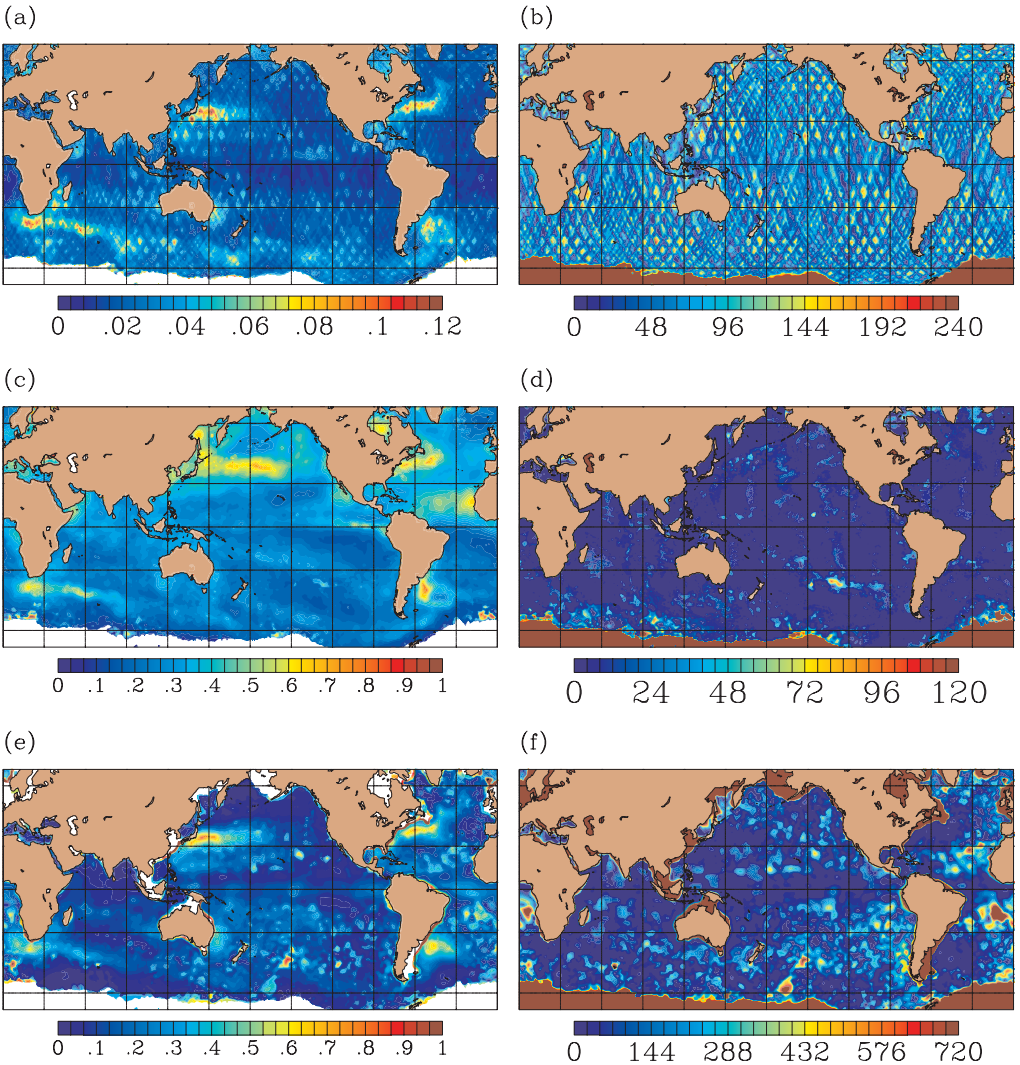 (a)
(b)
0 .02 .04 .06 .08 .1 .12
0 48 96 144 192 240
(c)
(d)
0 .1 .2 .3 .4 .5 .6 .7 .8 .9 1
0 24 48 72 96 120
(e)
(f)
0 .1 .2 .3 .4 .5 .6 .7 .8 .9 1
0 144 288 432 576 720